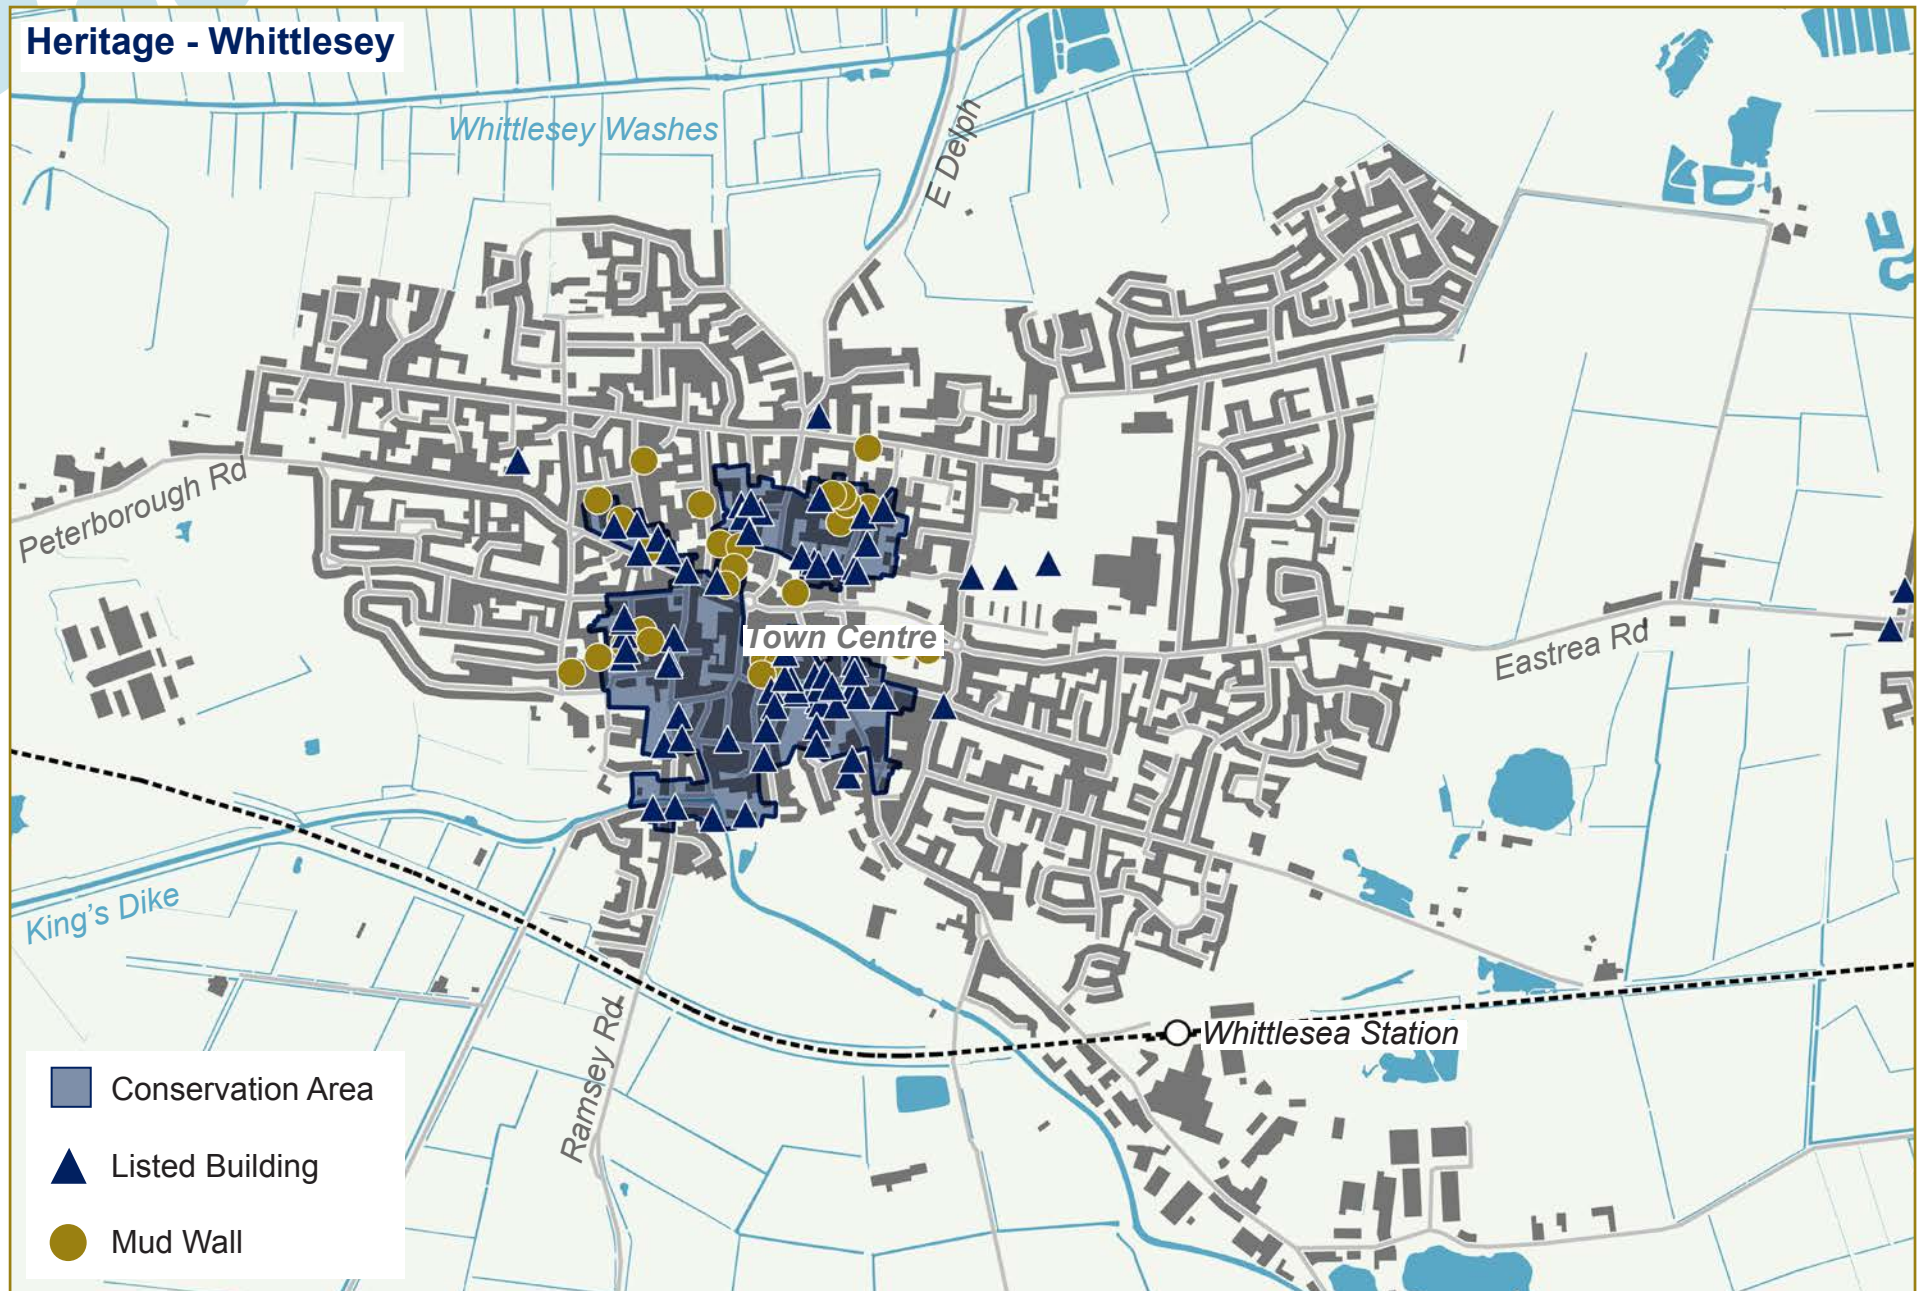 Heritage - Whittlesey
Whittlesey Washes
E Delph
Peterborough Rd
Town Centre
Eastrea Rd
King's Dike
Ramsey Rd
Whittlesea Station
Conservation Area
Listed Building
Mud Wall